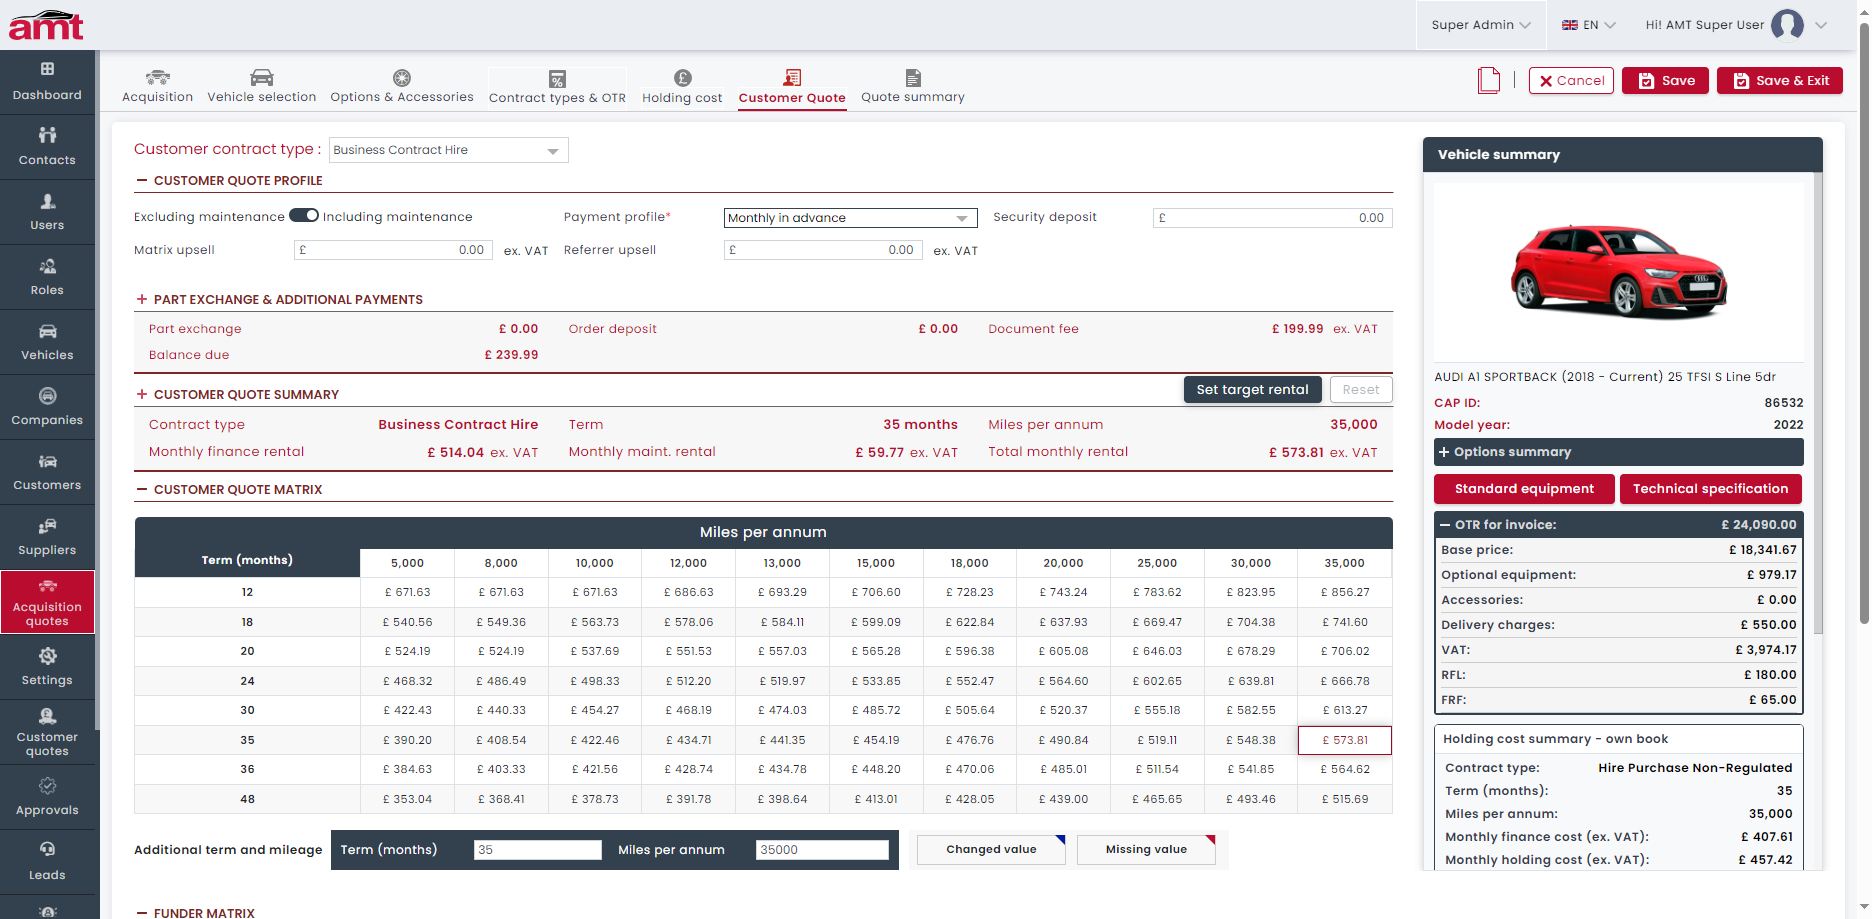 amt
Super Admin
EN
Hi! AMT Super User
Dashboard
Contacts
Users
Roles
Vehicles
Companies
Customers
Suppliers
Acquisition
quotes
Settings
Customer
quotes
Approvals
Leads
Acquisition
Vehicle selection
Options & Accessories
Contract types & OTR
Holding cost
Customer Quote
Quote summary
Cancel
Save
Save & Exit
Customer contract type : Business Contract Hire
CUSTOMER QUOTE PROFILE
Excluding maintenance Including maintenance Payment profile* Monthly in advance Security deposit £ 0.00
Matrix upsell £ 0.00 ex. VAT Referrer upsell £ 0.00 ex. VAT
+ PART EXCHANGE & ADDITIONAL PAYMENTS
Part exchange £ 0.00 Order deposit £ 0.00 Document fee £ 199.99 ex. VAT
Balance due £ 239.99
+ CUSTOMER QUOTE SUMMARY Set target rental Reset
Contract type Business Contract Hire Term 35 months Miles per annum 35,000
Monthly finance rental £ 514.04 ex. VAT Monthly maint. rental £ 59.77 ex. VAT Total monthly rental £ 573.81 ex. VAT
CUSTOMER QUOTE MATRIX
Miles per annum
Term (months) 5,000 8,000 10,000 12,000 13,000 15,000 18,000 20,000 25,000 30,000 35,000
12 £ 671.63 £ 671.63 £ 671.63 £ 686.63 £ 693.29 £ 706.60 £ 728.23 £ 743.24 £ 783.62 £ 823.95 £ 856.27
18 £ 540.56 £ 549.36 £ 563.73 £ 578.06 £ 584.11 £ 599.09 £ 622.84 £ 637.93 £ 669.47 £ 704.38 £ 741.60
20 £ 524.19 £ 524.19 £ 537.69 £ 551.53 £ 557.03 £ 565.28 £ 596.38 £ 605.08 £ 646.03 £ 678.29 £ 706.02
24 £ 468.32 £ 486.49 £ 498.33 £ 512.20 £ 519.97 £ 533.85 £ 552.47 £ 564.60 £ 602.65 £ 639.81 £ 666.78
30 £ 422.43 £ 440.33 £ 454.27 £ 468.19 £ 474.03 £ 485.72 £ 505.64 £ 520.37 £ 555.18 £ 582.55 £ 613.27
35 £ 390.20 £ 408.54 £ 422.46 £ 434.71 £ 441.35 £ 454.19 £ 476.76 £ 490.84 £ 519.11 £ 548.38 £ 573.81
36 £ 384.63 £ 403.33 £ 421.56 £ 428.74 £ 434.78 £ 448.20 £ 470.06 £ 485.01 £ 511.54 £ 541.85 £ 564.62
48 £ 353.04 £ 368.41 £ 378.73 £ 391.78 £ 398.64 £ 413.01 £ 428.05 £ 439.00 £ 465.65 £ 493.46 £ 515.69
Additional term and mileage Term (months) 35 Miles per annum 35000 Changed value Missing value
FUNDER MATRIX
Vehicle summary
AUDI A1 SPORTBACK (2018 - Current) 25 TFSI S Line 5dr
CAP ID: 86532
Model year: 2022
+ Options summary
Standard equipment Technical specification
OTR for invoice: £ 24,090.00
Base price: £ 18,341.67
Optional equipment: £ 979.17
Accessories: £ 0.00
Delivery charges: £ 550.00
VAT: £ 3,974.17
RFL: £ 180.00
FRF: £ 65.00
Holding cost summary - own book
Contract type: Hire Purchase Non-Regulated
Term (months): 35
Miles per annum: 35,000
Monthly finance cost (ex. VAT): £ 407.61
Monthly holding cost (ex. VAT): £ 457.42